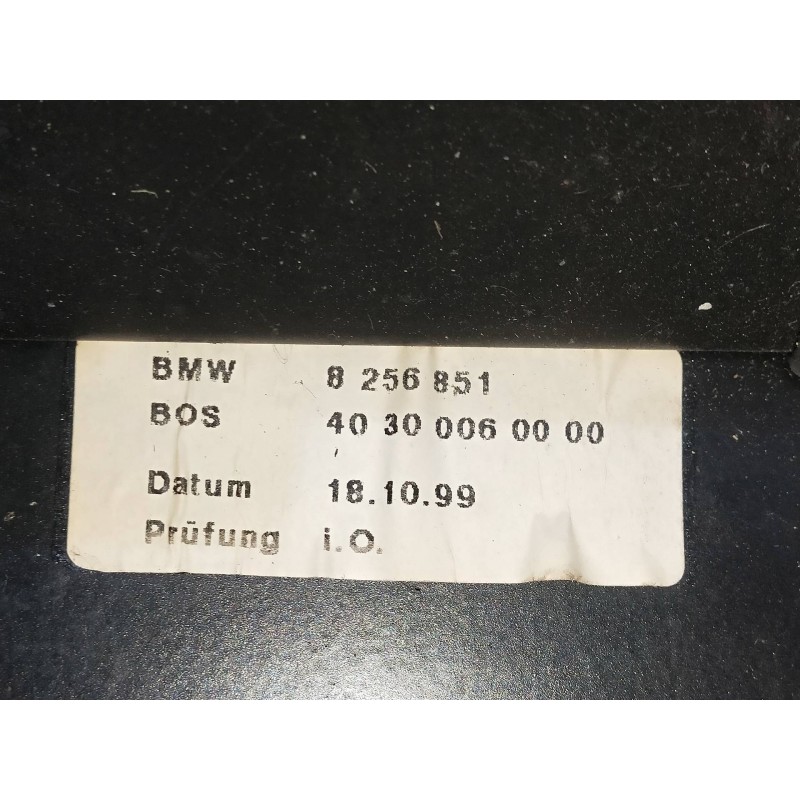 BMW 8 256 851
BOS 40 30 006 00 00
Datum 18.10.99
Prüfung i.O.